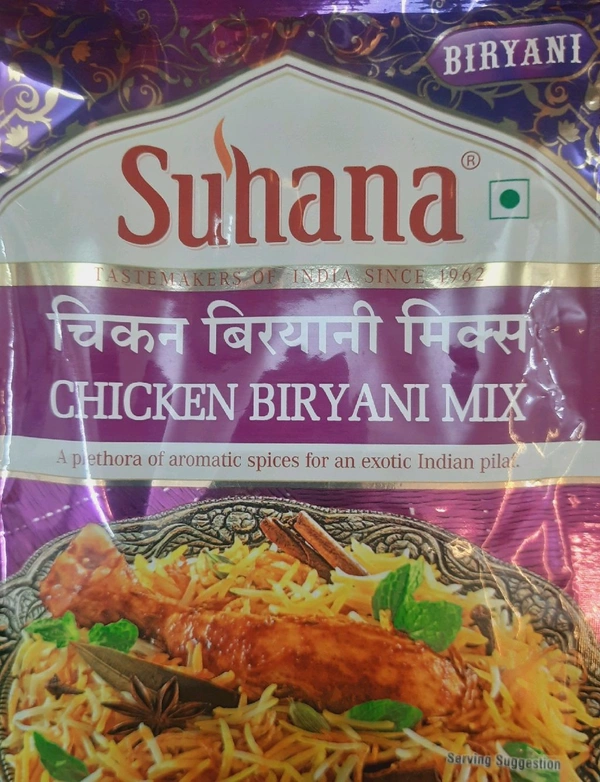 BIRYANI
Suhana®
TASTEMAKERS OF INDIA SINCE 1962
चिकन बिरयानी मिक्स
CHICKEN BIRYANI MIX
A plethora of aromatic spices for an exotic Indian pilaf.
Serving Suggestion